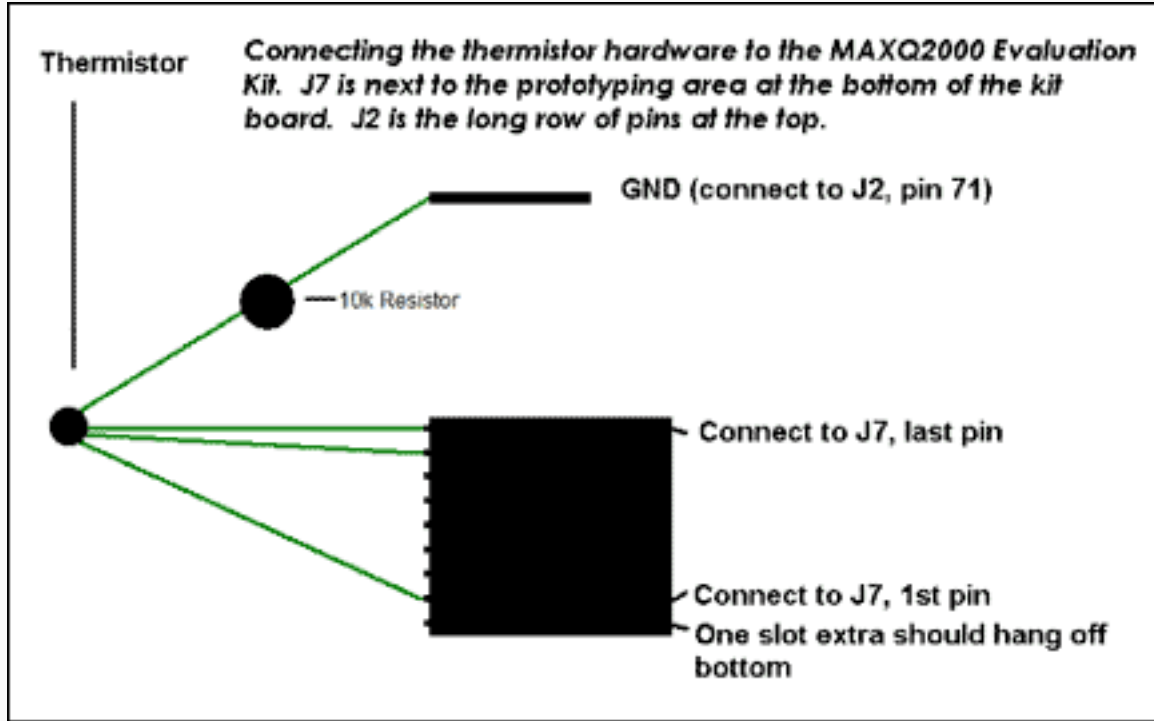 Thermistor
Connecting the thermistor hardware to the MAXQ2000 Evaluation
Kit. J7 is next to the prototyping area at the bottom of the kit
board. J2 is the long row of pins at the top.
GND (connect to J2, pin 71)
10k Resistor
Connect to J7, last pin
Connect to J7, 1st pin
One slot extra should hang off
bottom